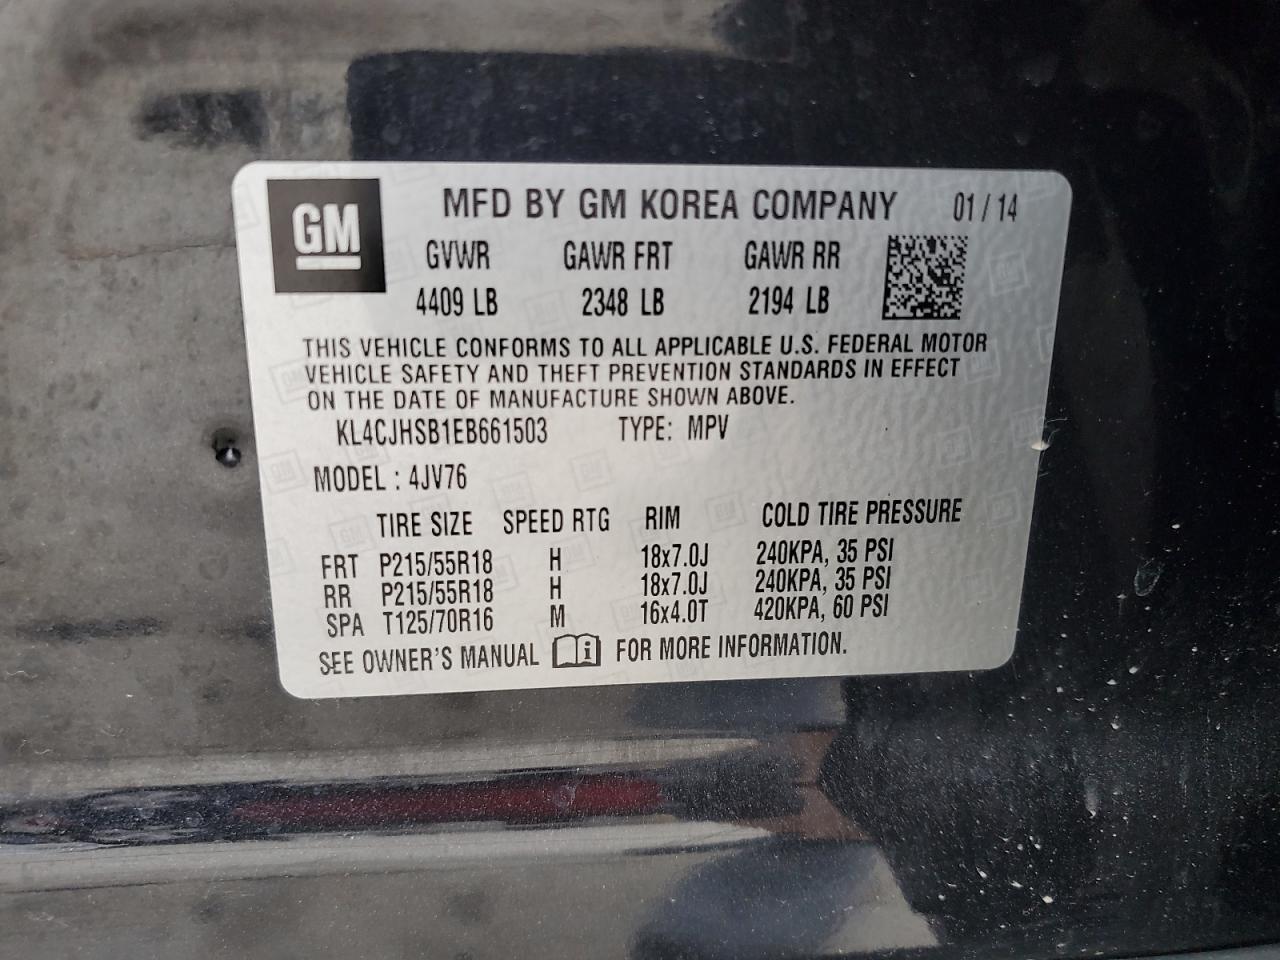 GM
MFD BY GM KOREA COMPANY 01 / 14
GVWR GAWR FRT GAWR RR
4409 LB 2348 LB 2194 LB
THIS VEHICLE CONFORMS TO ALL APPLICABLE U.S. FEDERAL MOTOR
VEHICLE SAFETY AND THEFT PREVENTION STANDARDS IN EFFECT
ON THE DATE OF MANUFACTURE SHOWN ABOVE.
KL4CJHSB1EB661503 TYPE: MPV
MODEL : 4JV76
TIRE SIZE SPEED RTG RIM COLD TIRE PRESSURE
FRT P215/55R18 H 18x7.0J 240KPA, 35 PSI
RR P215/55R18 H 18x7.0J 240KPA, 35 PSI
SPA T125/70R16 M 16x4.0T 420KPA, 60 PSI
SEE OWNER'S MANUAL i FOR MORE INFORMATION.